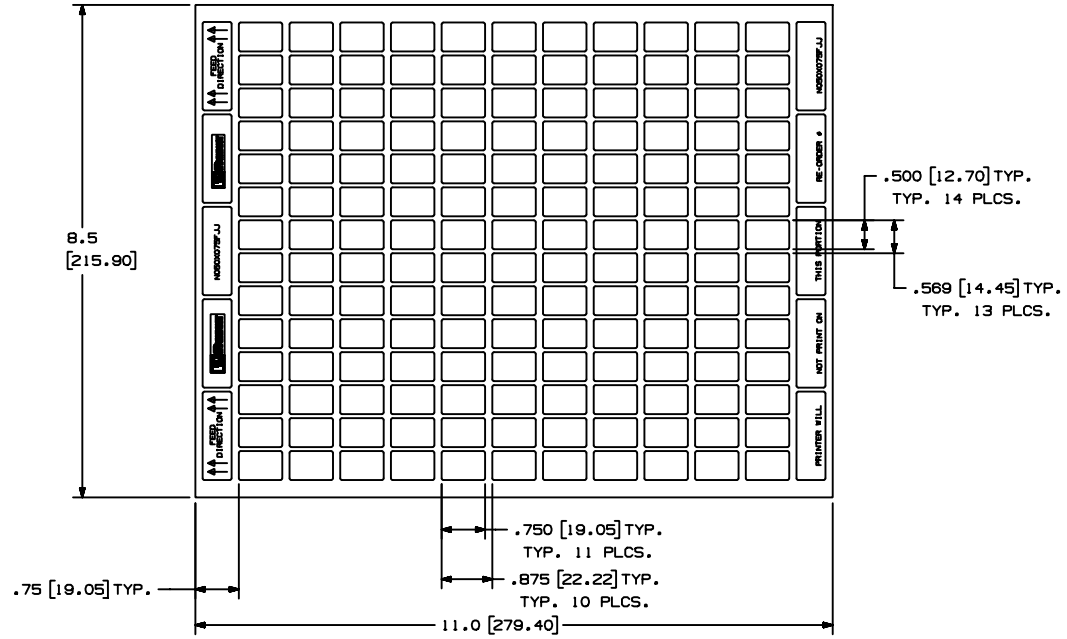 FEED
DIRECTION
N050X075FJJ
FEED
DIRECTION
N050X075FJJ
RE-ORDER #
THIS PORTION
NOT PRINT ON
PRINTER WILL
8.5
[215.90]
.500 [12.70] TYP.
TYP. 14 PLCS.
.569 [14.45] TYP.
TYP. 13 PLCS.
.750 [19.05] TYP.
TYP. 11 PLCS.
.875 [22.22] TYP.
TYP. 10 PLCS.
.75 [19.05] TYP.
11.0 [279.40]